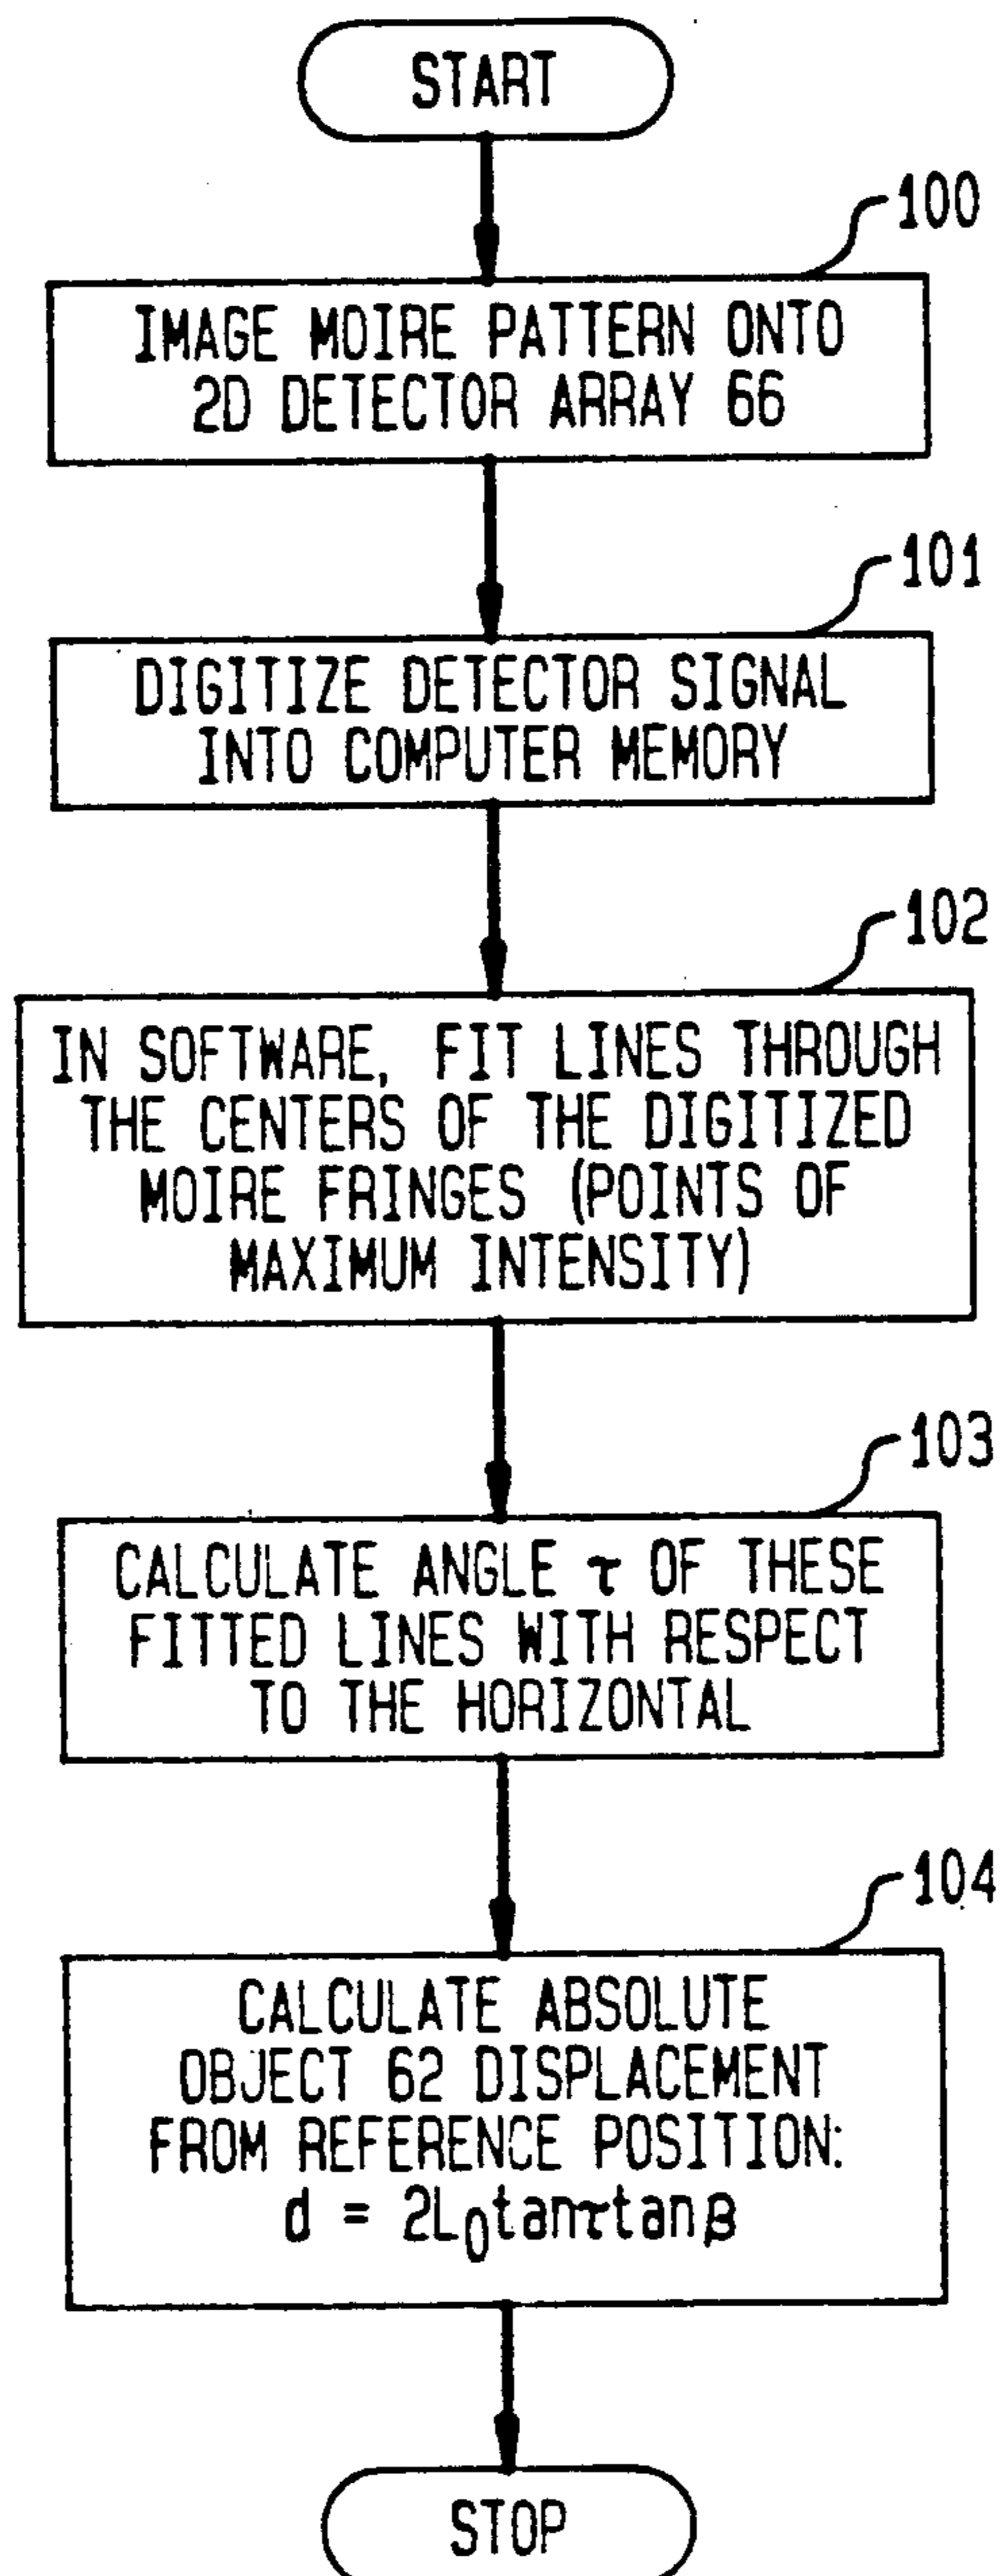 START
100
IMAGE MOIRE PATTERN ONTO
2D DETECTOR ARRAY 66
101
DIGITIZE DETECTOR SIGNAL
INTO COMPUTER MEMORY
102
IN SOFTWARE, FIT LINES THROUGH
THE CENTERS OF THE DIGITIZED
MOIRE FRINGES (POINTS OF
MAXIMUM INTENSITY)
103
CALCULATE ANGLE τ OF THESE
FITTED LINES WITH RESPECT
TO THE HORIZONTAL
104
CALCULATE ABSOLUTE
OBJECT 62 DISPLACEMENT
FROM REFERENCE POSITION:
d = 2L₀tanτtanβ
STOP